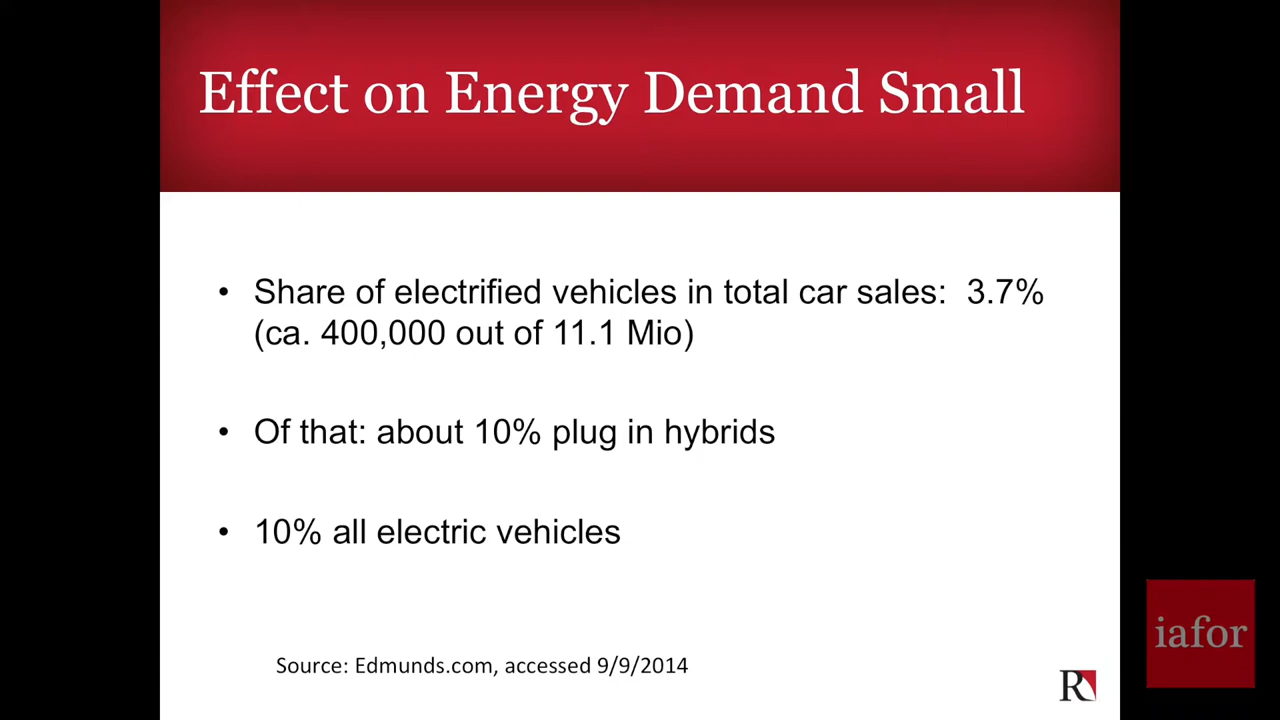 Effect on Energy Demand Small
• Share of electrified vehicles in total car sales:  3.7%
(ca. 400,000 out of 11.1 Mio)
• Of that: about 10% plug in hybrids
• 10% all electric vehicles
Source: Edmunds.com, accessed 9/9/2014
R
iafor